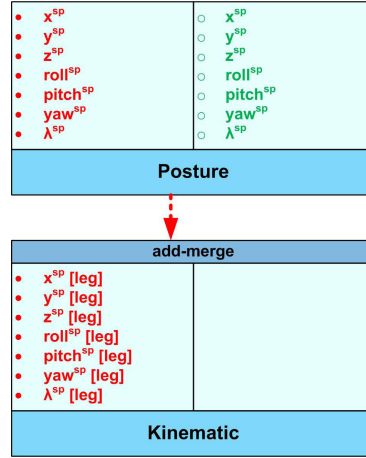 • x^sp ○ x^sp
• y^sp ○ y^sp
• z^sp ○ z^sp
• roll^sp ○ roll^sp
• pitch^sp ○ pitch^sp
• yaw^sp ○ yaw^sp
• λ^sp ○ λ^sp
Posture
add-merge
• x^sp [leg]
• y^sp [leg]
• z^sp [leg]
• roll^sp [leg]
• pitch^sp [leg]
• yaw^sp [leg]
• λ^sp [leg]
Kinematic